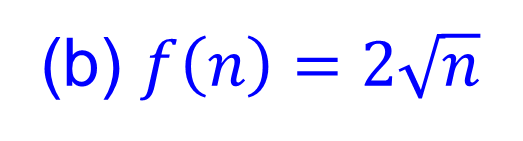 (b) f(n) = 2√n